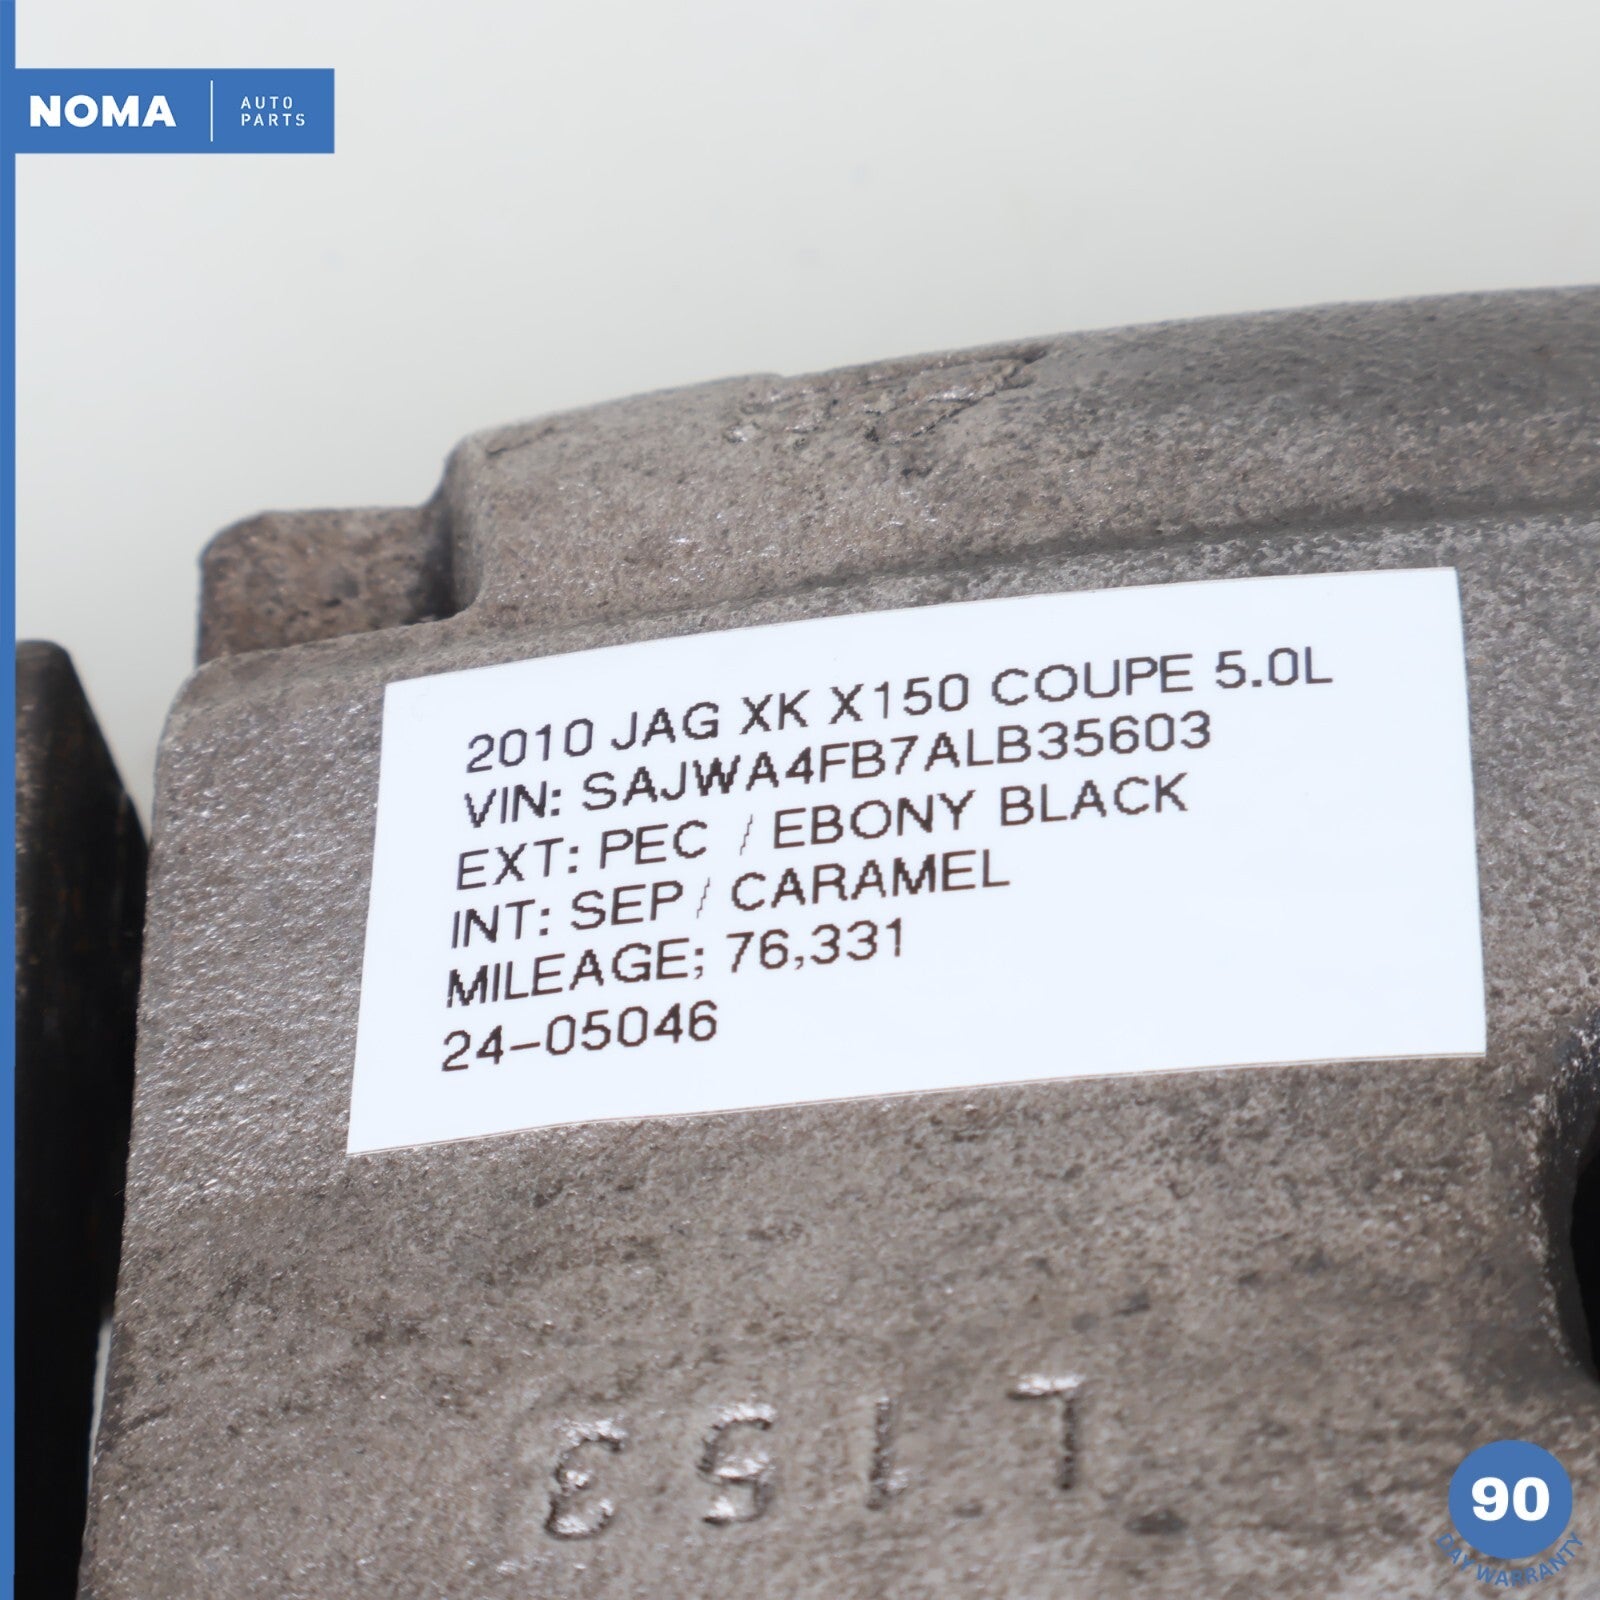 NOMA
AUTO
PARTS
2010 JAG XK X150 COUPE 5.0L
VIN: SAJWA4FB7ALB35603
EXT: PEC / EBONY BLACK
INT: SEP / CARAMEL
MILEAGE; 76,331
24-05046
90
DAY WARRANTY